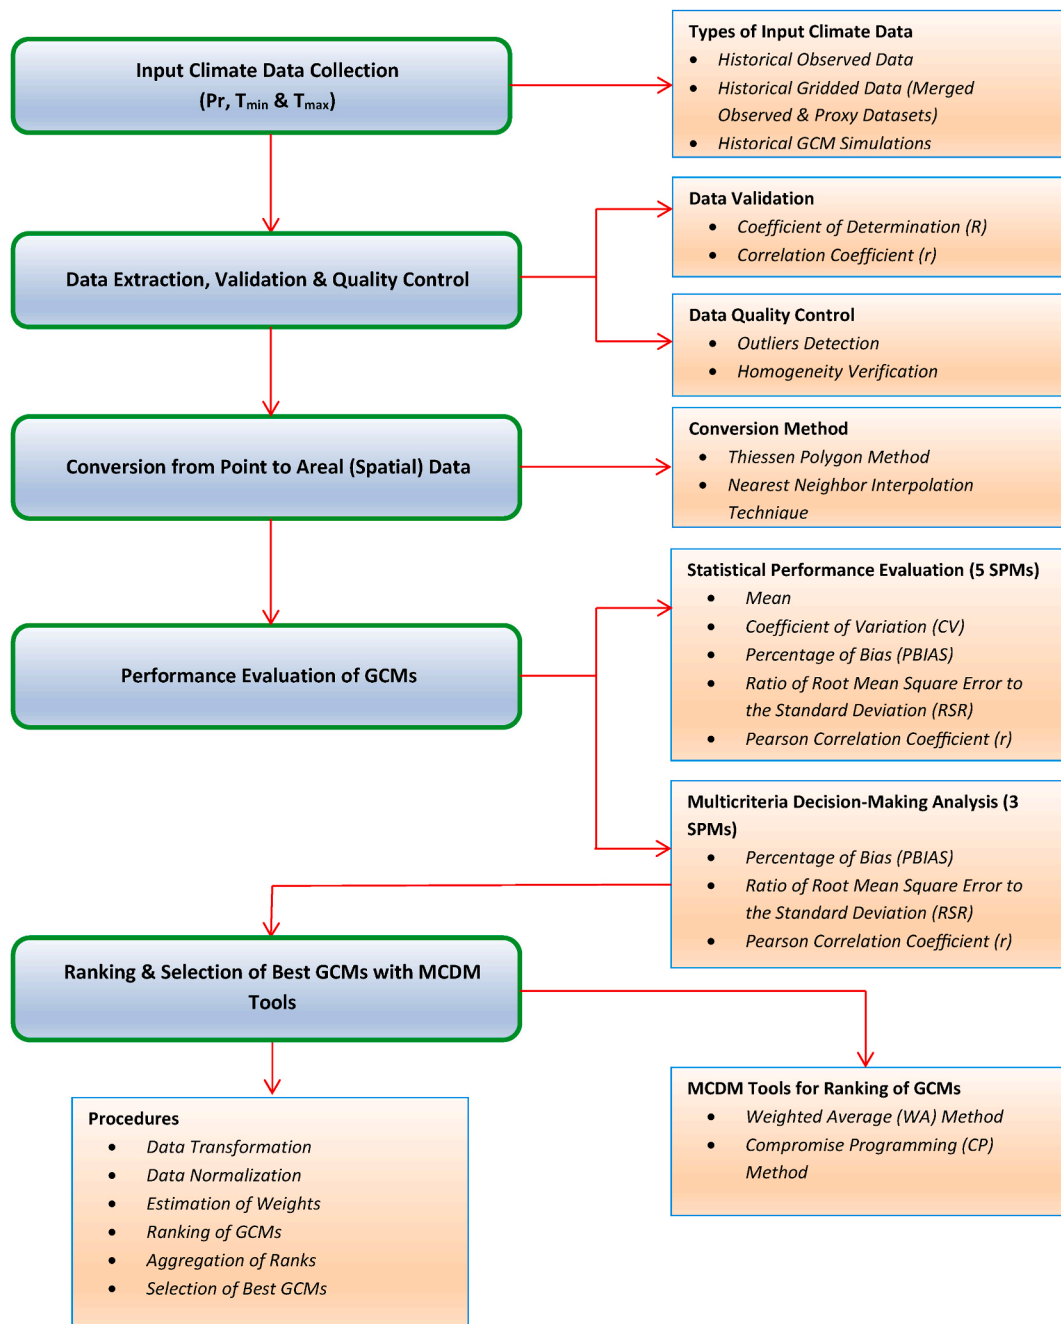 Input Climate Data Collection
(Pr, Tmin & Tmax)
Types of Input Climate Data
• Historical Observed Data
• Historical Gridded Data (Merged
Observed & Proxy Datasets)
• Historical GCM Simulations
Data Extraction, Validation & Quality Control
Data Validation
• Coefficient of Determination (R)
• Correlation Coefficient (r)
Data Quality Control
• Outliers Detection
• Homogeneity Verification
Conversion from Point to Areal (Spatial) Data
Conversion Method
• Thiessen Polygon Method
• Nearest Neighbor Interpolation
Technique
Performance Evaluation of GCMs
Statistical Performance Evaluation (5 SPMs)
• Mean
• Coefficient of Variation (CV)
• Percentage of Bias (PBIAS)
• Ratio of Root Mean Square Error to
the Standard Deviation (RSR)
• Pearson Correlation Coefficient (r)
Multicriteria Decision-Making Analysis (3
SPMs)
• Percentage of Bias (PBIAS)
• Ratio of Root Mean Square Error to
the Standard Deviation (RSR)
• Pearson Correlation Coefficient (r)
Ranking & Selection of Best GCMs with MCDM
Tools
MCDM Tools for Ranking of GCMs
• Weighted Average (WA) Method
• Compromise Programming (CP)
Method
Procedures
• Data Transformation
• Data Normalization
• Estimation of Weights
• Ranking of GCMs
• Aggregation of Ranks
• Selection of Best GCMs